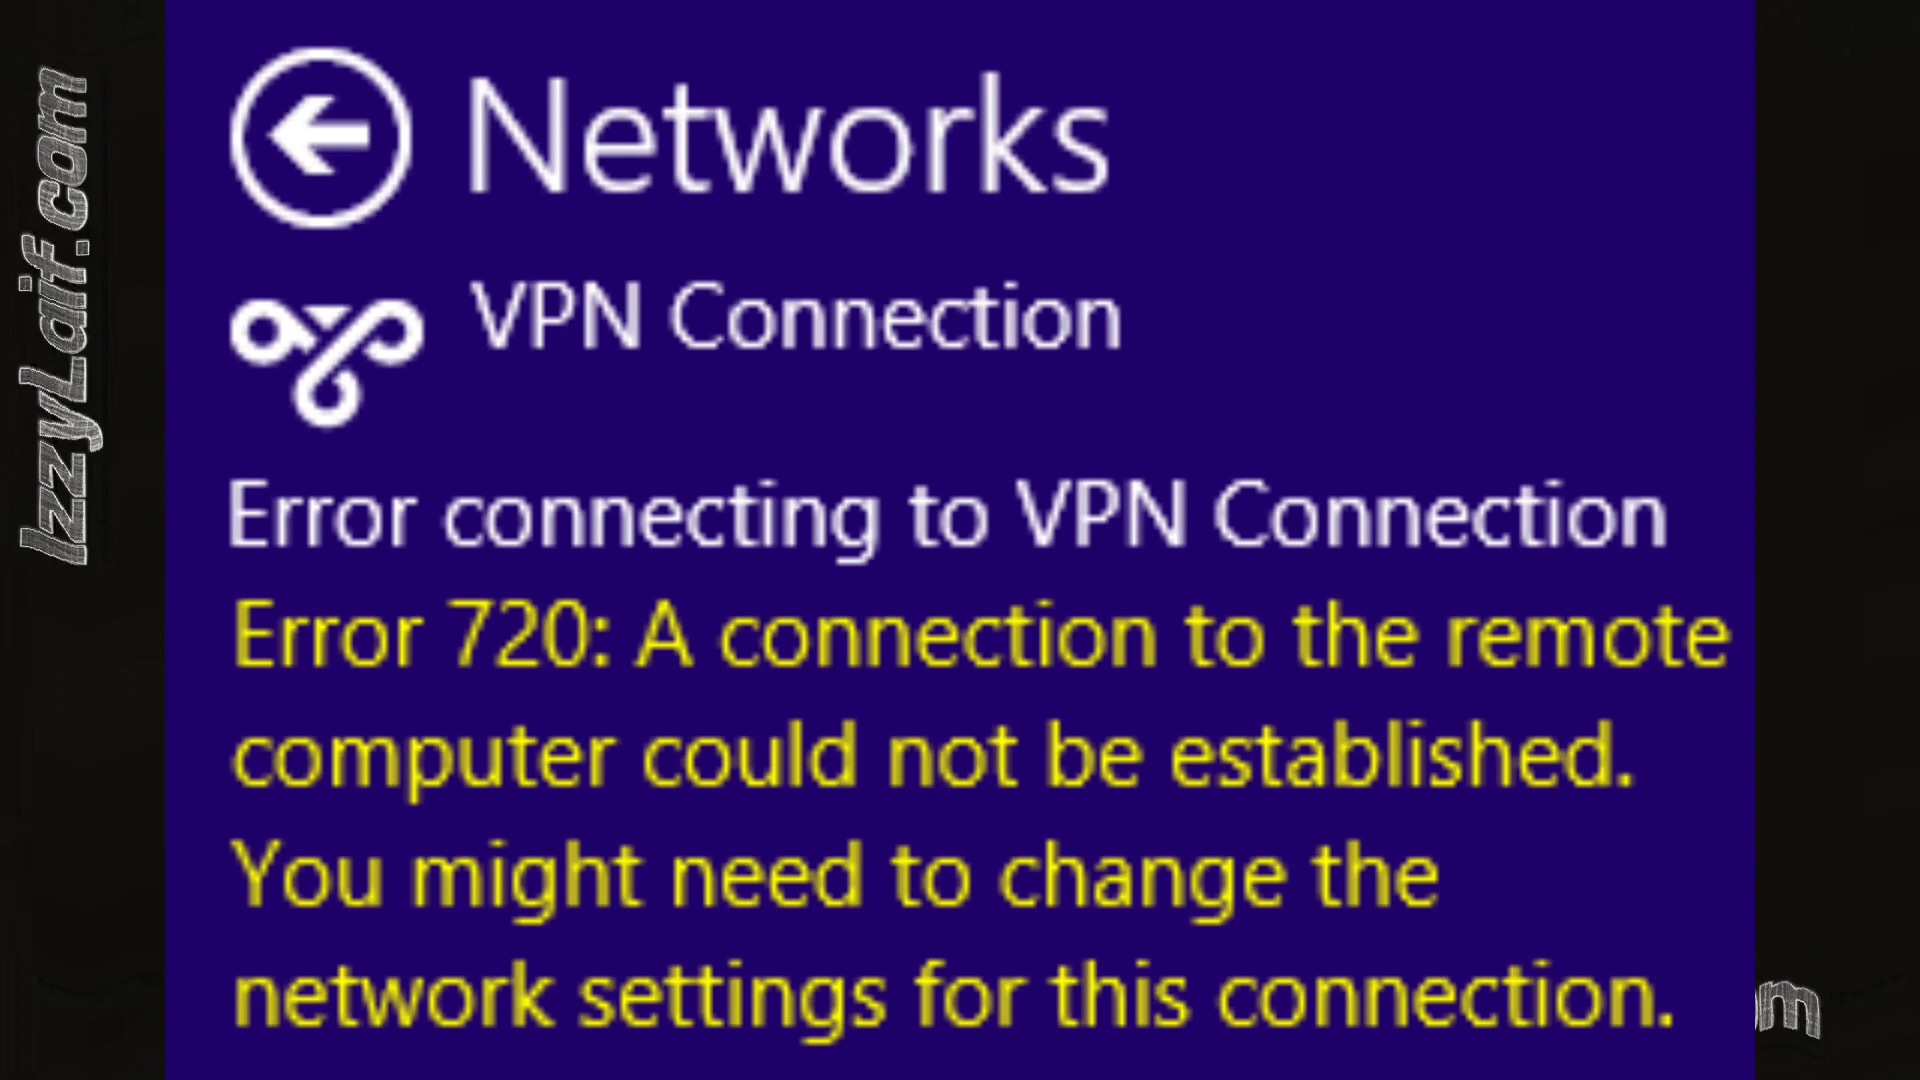 IzzyLaif.com
Networks
VPN Connection
Error connecting to VPN Connection
Error 720: A connection to the remote
computer could not be established.
You might need to change the
network settings for this connection.
om